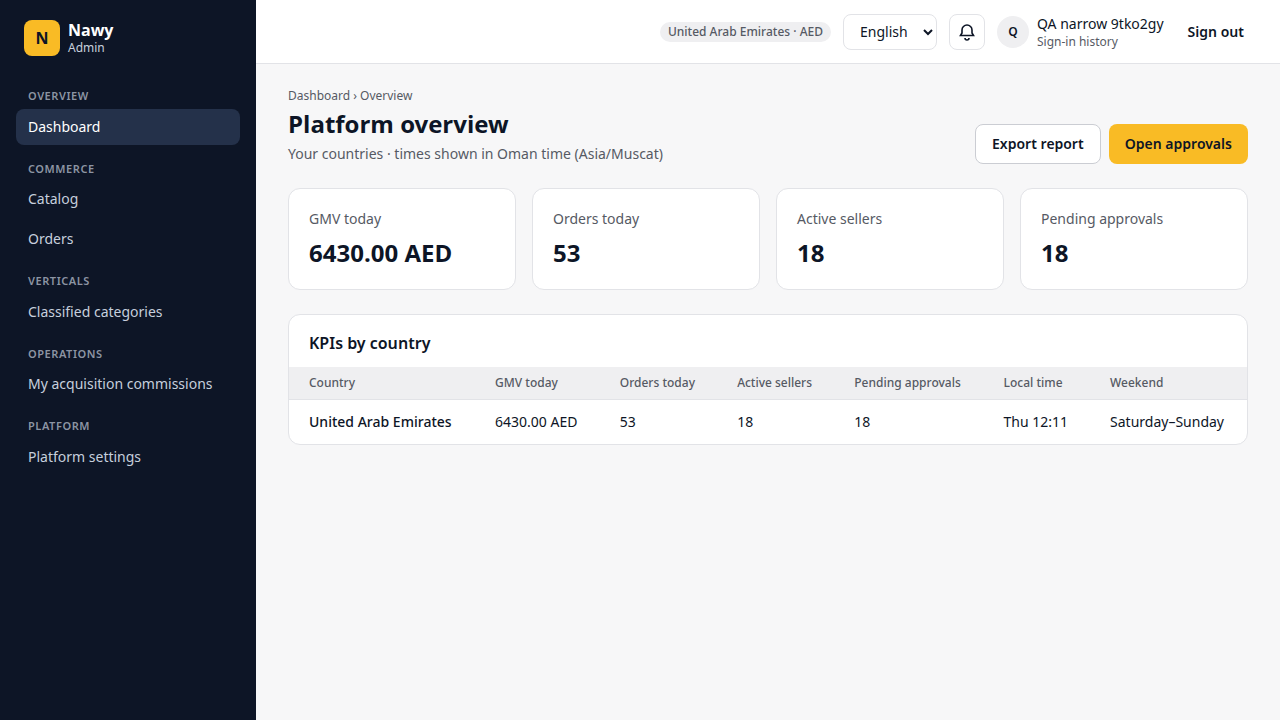 N
Nawy
Admin
OVERVIEW
Dashboard
COMMERCE
Catalog
Orders
VERTICALS
Classified categories
OPERATIONS
My acquisition commissions
PLATFORM
Platform settings
United Arab Emirates · AED
English
Q
QA narrow 9tko2gy
Sign-in history
Sign out
Dashboard › Overview
Platform overview
Your countries · times shown in Oman time (Asia/Muscat)
Export report
Open approvals
GMV today
6430.00 AED
Orders today
53
Active sellers
18
Pending approvals
18
KPIs by country
Country GMV today Orders today Active sellers Pending approvals Local time Weekend
United Arab Emirates 6430.00 AED 53 18 18 Thu 12:11 Saturday–Sunday